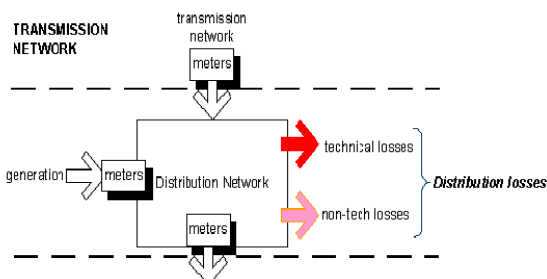 TRANSMISSION
NETWORK
transmission
network
meters
generation
meters
Distribution Network
technical losses
non-tech losses
Distribution losses
meters